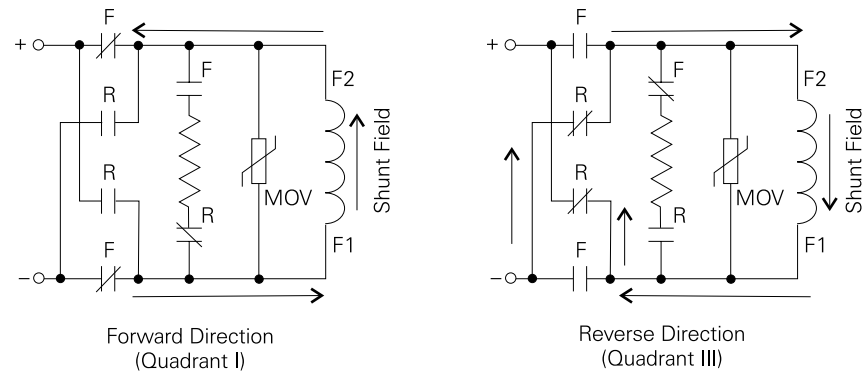 F
+
F
F2
R
Shunt Field
R
MOV
R
F
F1
−
Forward Direction
(Quadrant I)
F
+
F
F2
R
Shunt Field
R
MOV
R
F
F1
−
Reverse Direction
(Quadrant III)